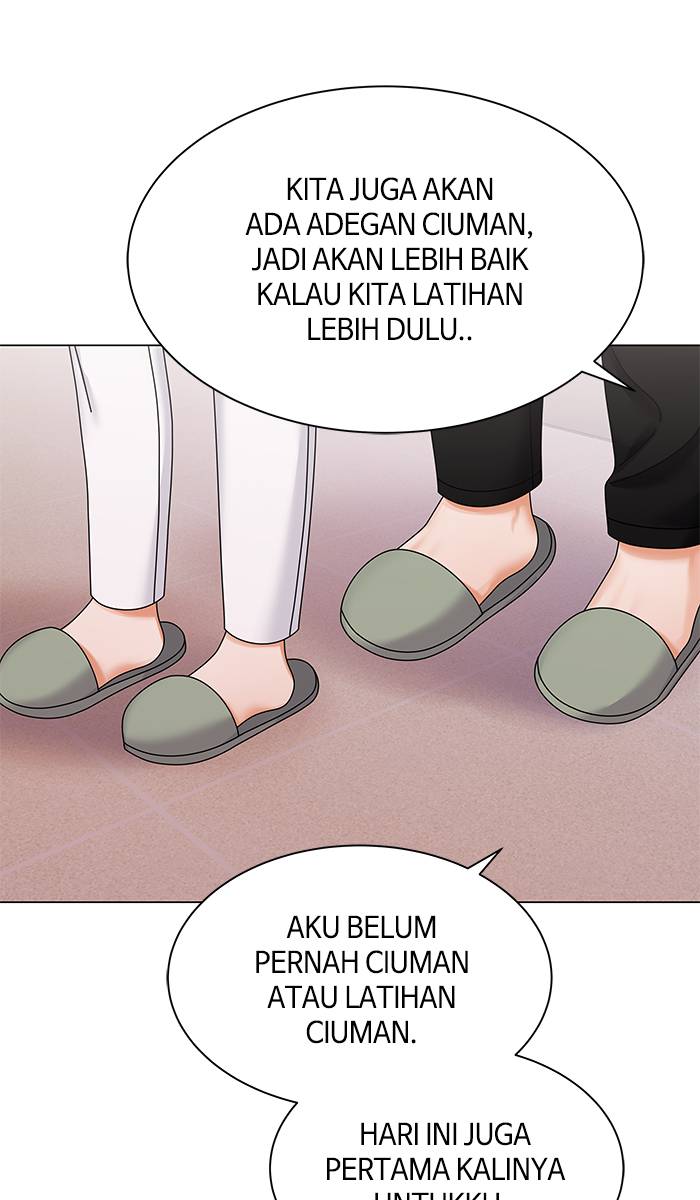 KITA JUGA AKAN
ADA ADEGAN CIUMAN,
JADI AKAN LEBIH BAIK
KALAU KITA LATIHAN
LEBIH DULU..
AKU BELUM
PERNAH CIUMAN
ATAU LATIHAN
CIUMAN.
HARI INI JUGA
PERTAMA KALINYA
UNTUKKU